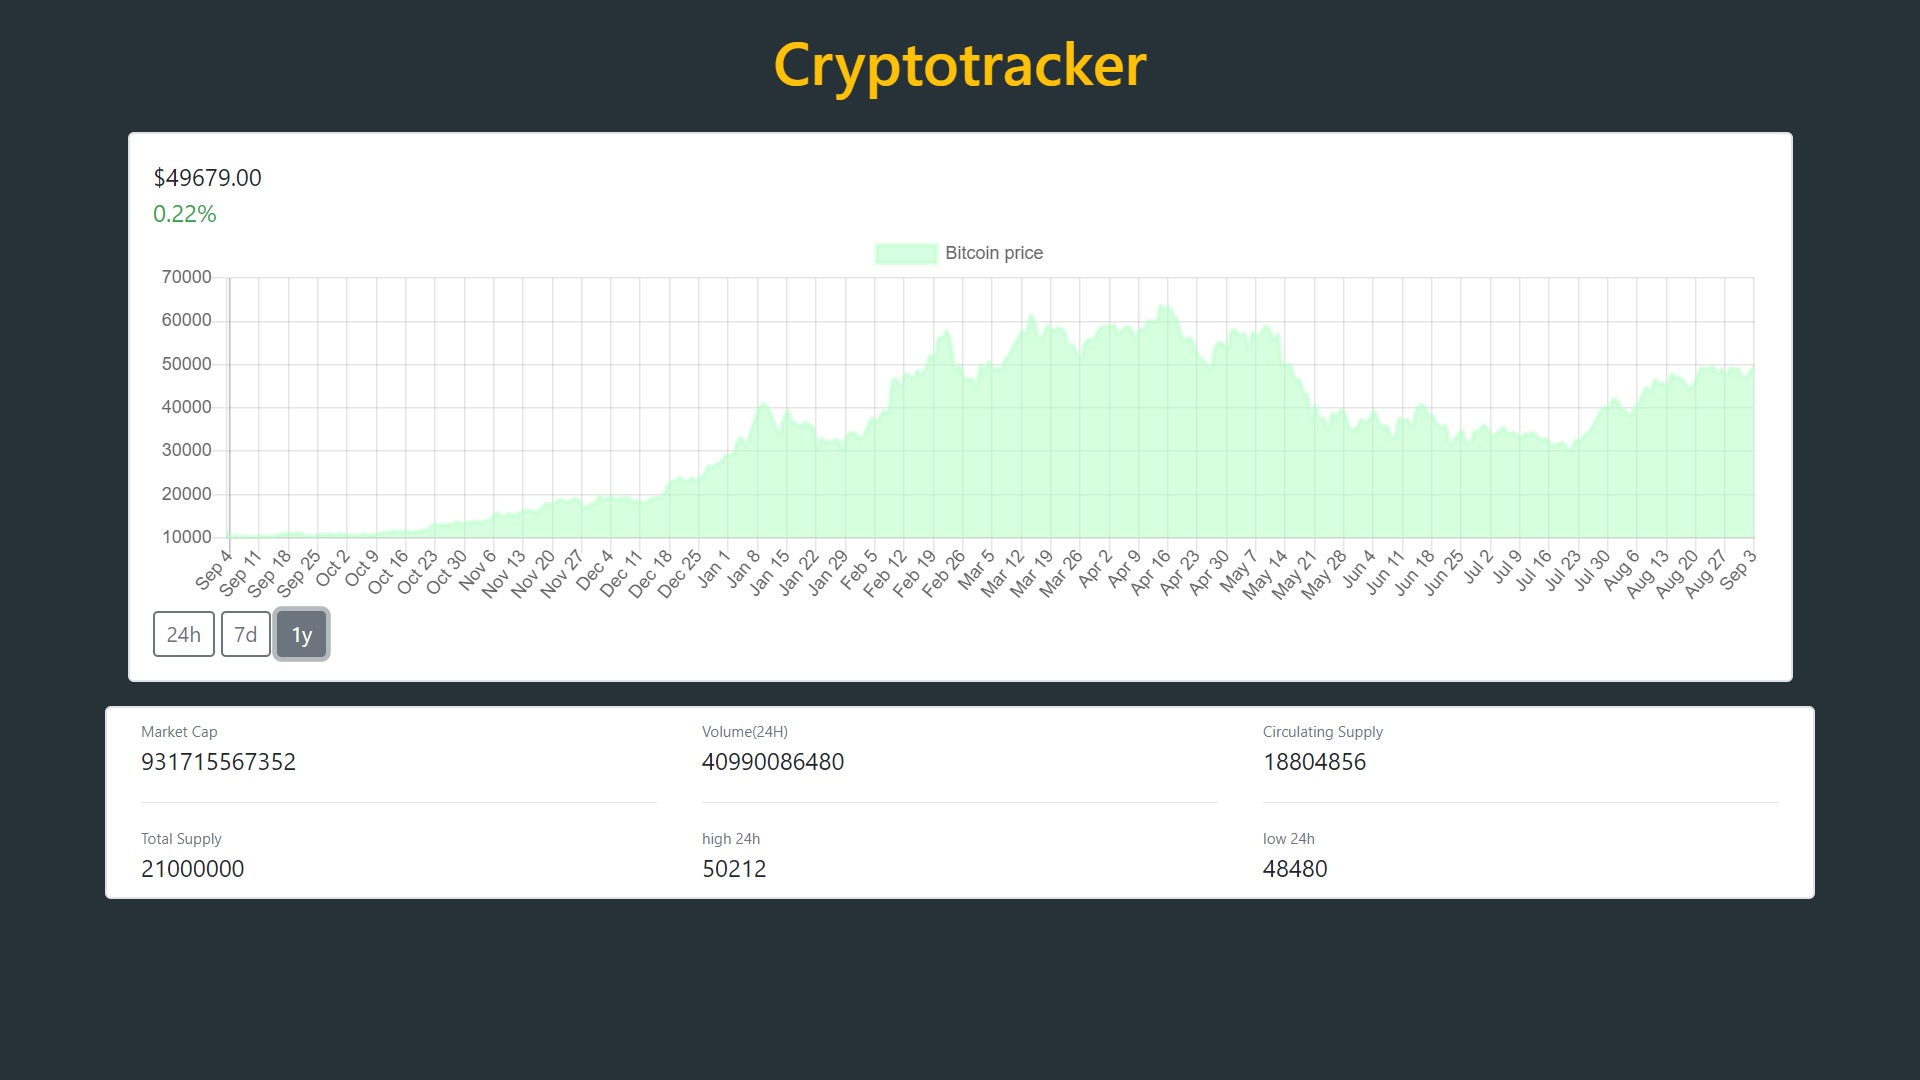 Cryptotracker
$49679.00
0.22%
Bitcoin price
70000
60000
50000
40000
30000
20000
10000
Sep 4 Sep 11 Sep 18 Sep 25 Oct 2 Oct 9 Oct 16 Oct 23 Oct 30 Nov 6 Nov 13 Nov 20 Nov 27 Dec 4 Dec 11 Dec 18 Dec 25 Jan 1 Jan 8 Jan 15 Jan 22 Jan 29 Feb 5 Feb 12 Feb 19 Feb 26 Mar 5 Mar 12 Mar 19 Mar 26 Apr 2 Apr 9 Apr 16 Apr 23 Apr 30 May 7 May 14 May 21 May 28 Jun 4 Jun 11 Jun 18 Jun 25 Jul 2 Jul 9 Jul 16 Jul 23 Jul 30 Aug 6 Aug 13 Aug 20 Aug 27 Sep 3
24h 7d 1y
Market Cap Volume(24H) Circulating Supply
931715567352 40990086480 18804856
Total Supply high 24h low 24h
21000000 50212 48480